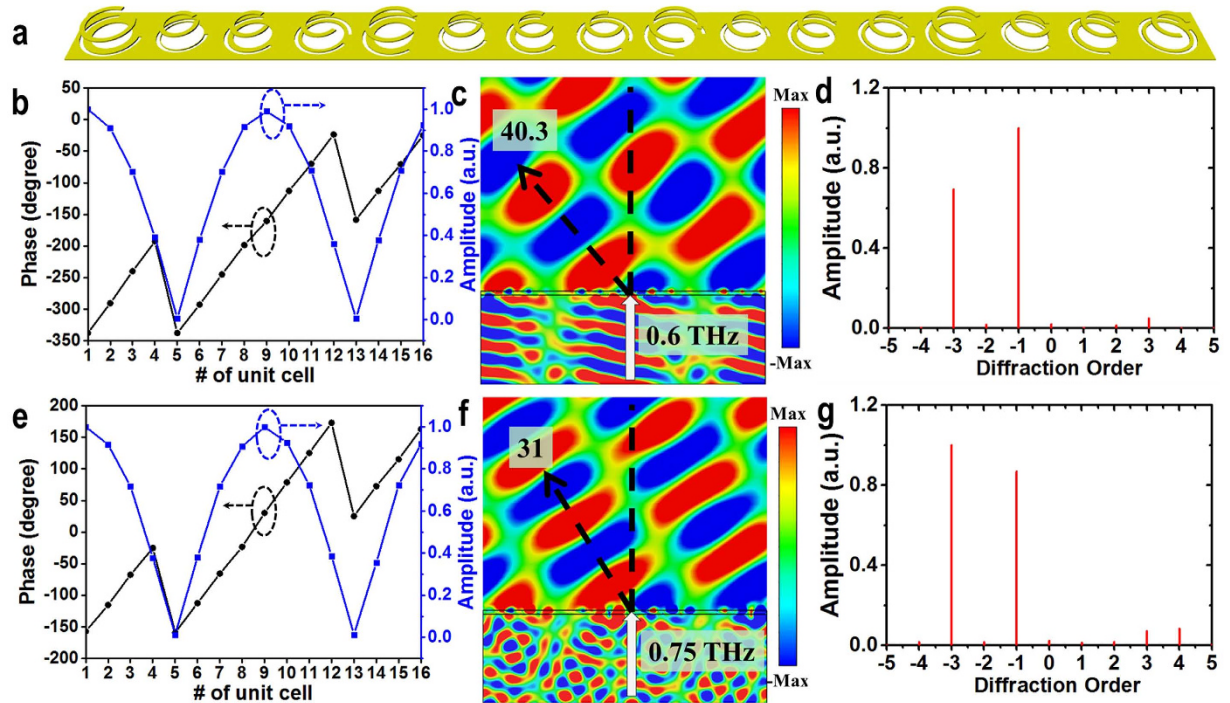 a
b
50
0
-50
-100
-150
-200
-250
-300
-350
Phase (degree)
1 2 3 4 5 6 7 8 9 10 11 12 13 14 15 16
# of unit cell
1.0
0.8
0.6
0.4
0.2
0.0
Amplitude (a.u.)
c
40.3
0.6 THz
Max
-Max
d
1.2
0.8
0.4
0.0
Amplitude (a.u.)
-5 -4 -3 -2 -1 0 1 2 3 4 5
Diffraction Order
e
200
150
100
50
0
-50
-100
-150
-200
Phase (degree)
1 2 3 4 5 6 7 8 9 10 11 12 13 14 15 16
# of unit cell
1.0
0.8
0.6
0.4
0.2
0.0
Amplitude (a.u.)
f
31
0.75 THz
Max
-Max
g
1.2
0.8
0.4
0.0
Amplitude (a.u.)
-5 -4 -3 -2 -1 0 1 2 3 4 5
Diffraction Order